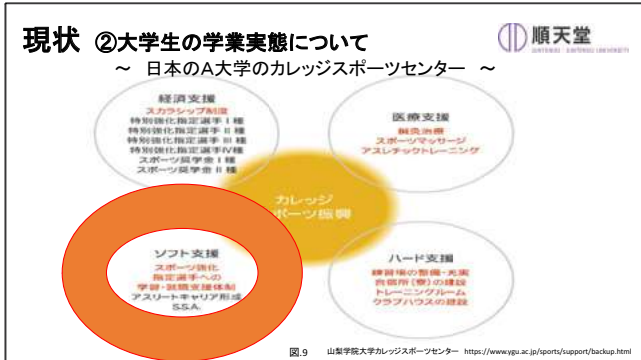 現状 ②大学生の学業実態について
順天堂
JUNTENDO UNIVERSITY
～ 日本のA大学のカレッジスポーツセンター ～
経済支援
スカラシップ制度
特別強化指定選手Ⅰ種
特別強化指定選手Ⅱ種
特別強化指定選手Ⅲ種
特別強化指定選手Ⅳ種
スポーツ奨学金Ⅰ種
スポーツ奨学金Ⅱ種
医療支援
鍼灸治療
スポーツマッサージ
アスレチックトレーニング
カレッジ
ポーツ振興
ソフト支援
スポーツ強化
指定選手への
学習・就職支援体制
アスリートキャリア形成
S.S.A.
ハード支援
練習場の整備・充実
合宿所(寮)の建設
トレーニングルーム
クラブハウスの建設
図.9 山梨学院大学カレッジスポーツセンター https://www.ygu.ac.jp/sports/support/backup.html